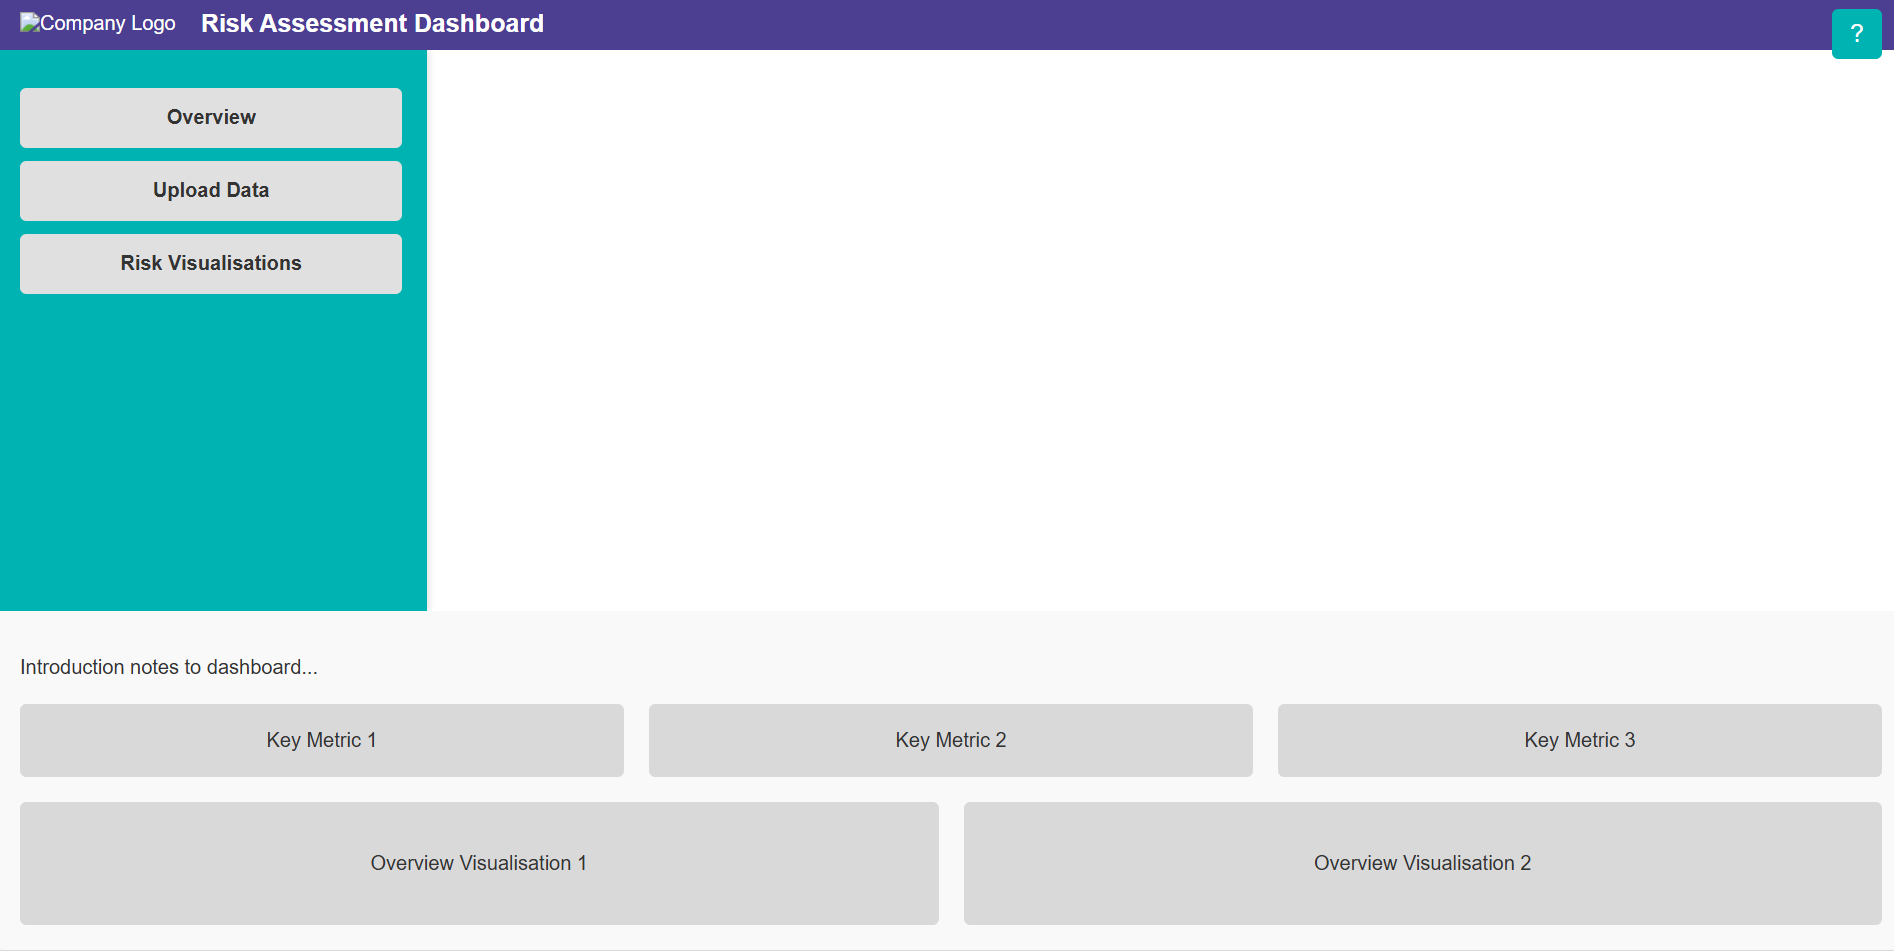 Company Logo Risk Assessment Dashboard
?
Overview
Upload Data
Risk Visualisations
Introduction notes to dashboard...
Key Metric 1
Key Metric 2
Key Metric 3
Overview Visualisation 1
Overview Visualisation 2